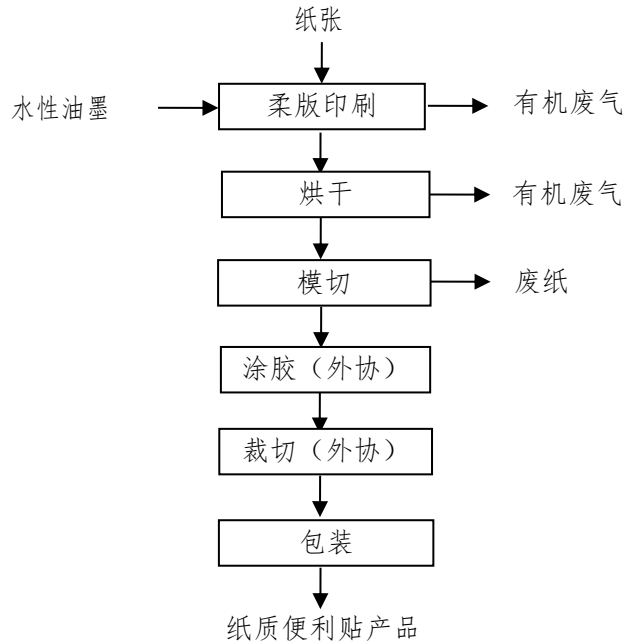 纸张
水性油墨
柔版印刷
有机废气
烘干
有机废气
模切
废纸
涂胶（外协）
裁切（外协）
包装
纸质便利贴产品